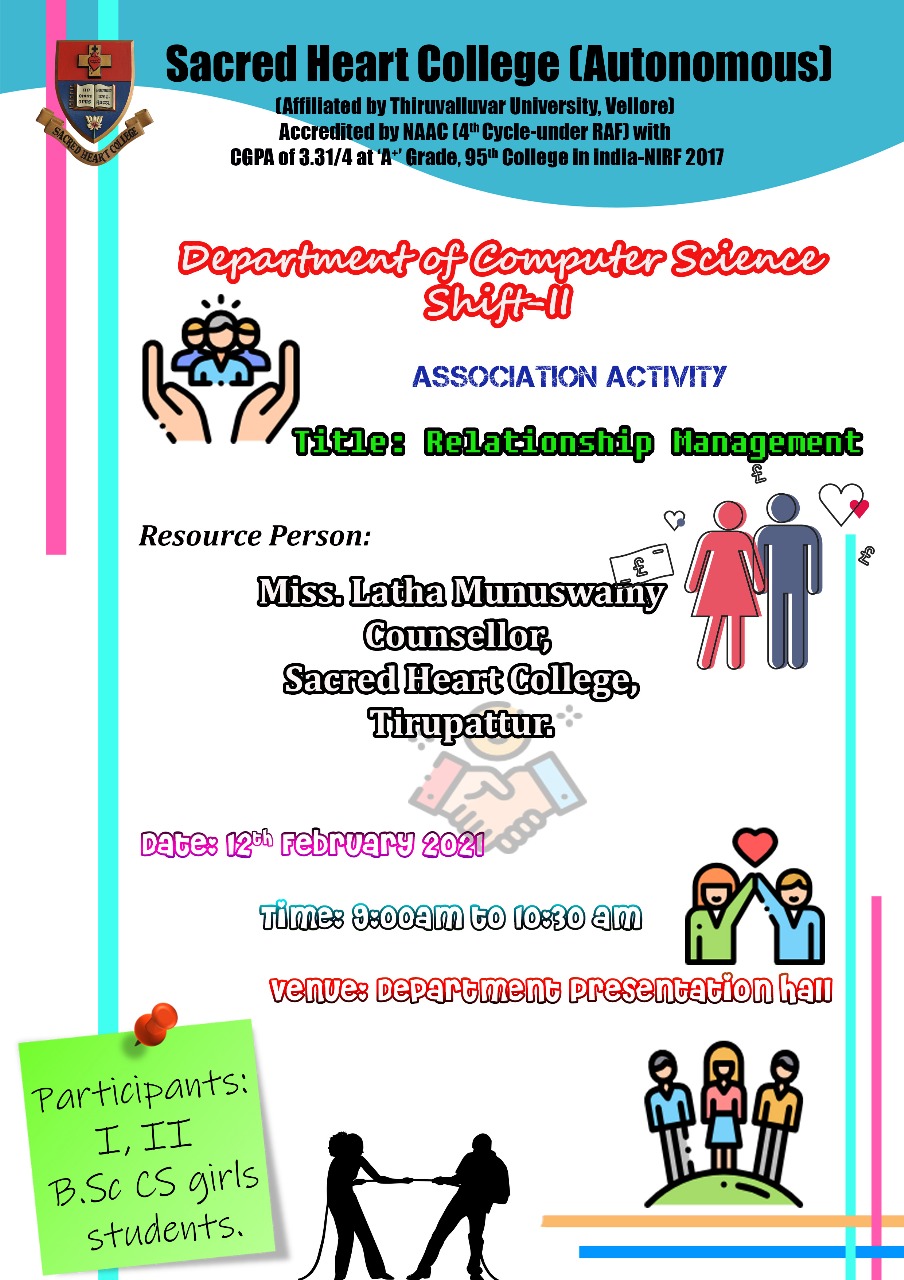 Sacred Heart College (Autonomous)
(Affiliated by Thiruvalluvar University, Vellore)
Accredited by NAAC (4th Cycle-under RAF) with
CGPA of 3.31/4 at ‘A+’ Grade, 95th College in India-NIRF 2017
SACRED HEART COLLEGE
Department of Computer Science
Shift-II
ASSOCIATION ACTIVITY
Title: Relationship Management
Resource Person:
Miss. Latha Munuswamy
Counsellor,
Sacred Heart College,
Tirupattur.
Date: 12th February 2021
Time: 9:00am to 10:30 am
Venue: Department Presentation hall
Participants:
I, II
B.Sc CS girls
students.